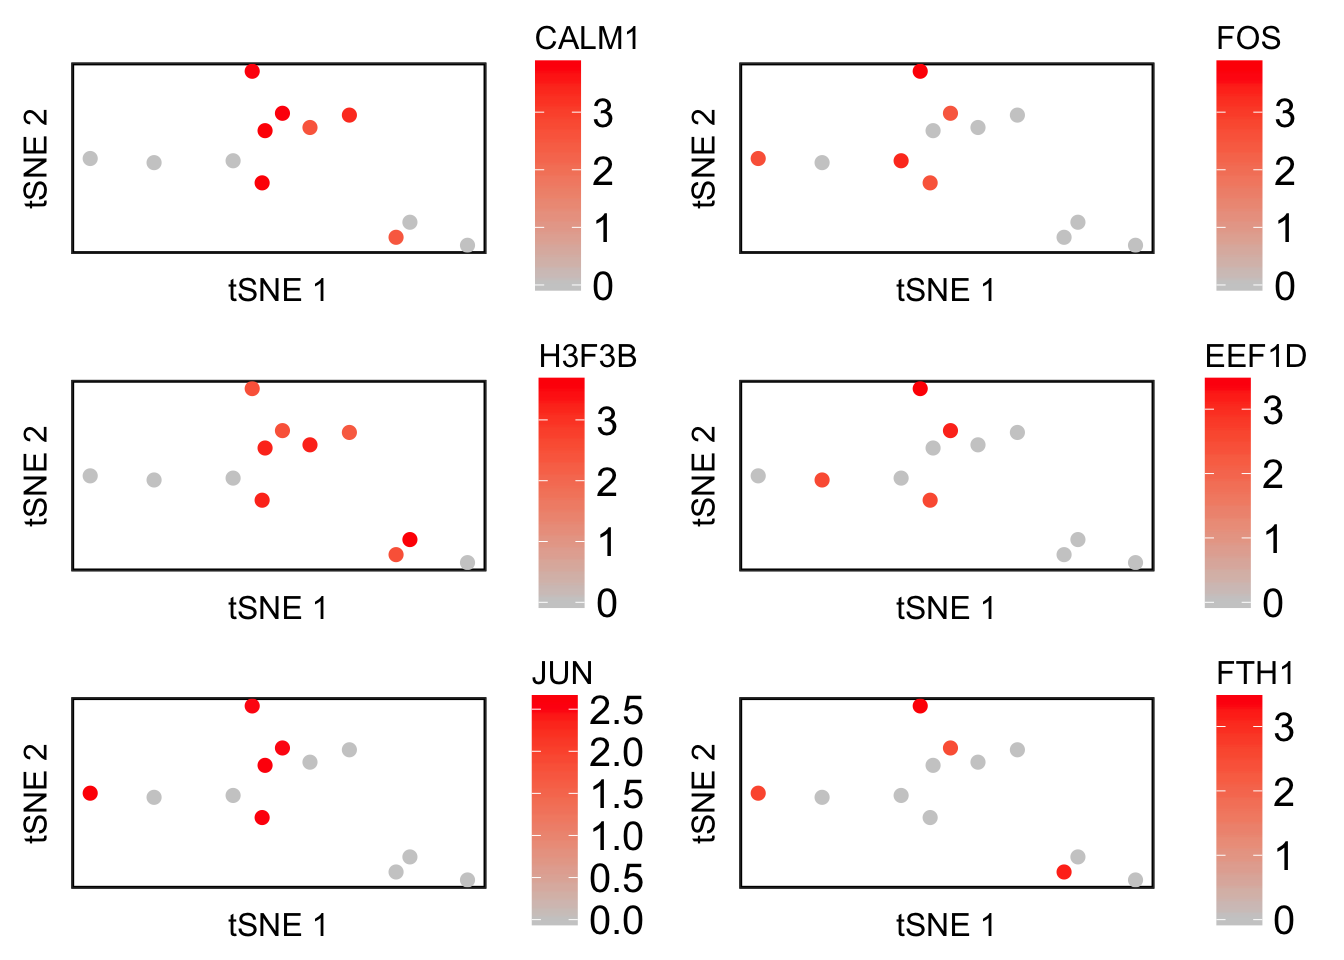 CALM1
tSNE 2
3
2
1
0
tSNE 1
FOS
tSNE 2
3
2
1
0
tSNE 1
H3F3B
tSNE 2
3
2
1
0
tSNE 1
EEF1D
tSNE 2
3
2
1
0
tSNE 1
JUN
tSNE 2
2.5
2.0
1.5
1.0
0.5
0.0
tSNE 1
FTH1
tSNE 2
3
2
1
0
tSNE 1